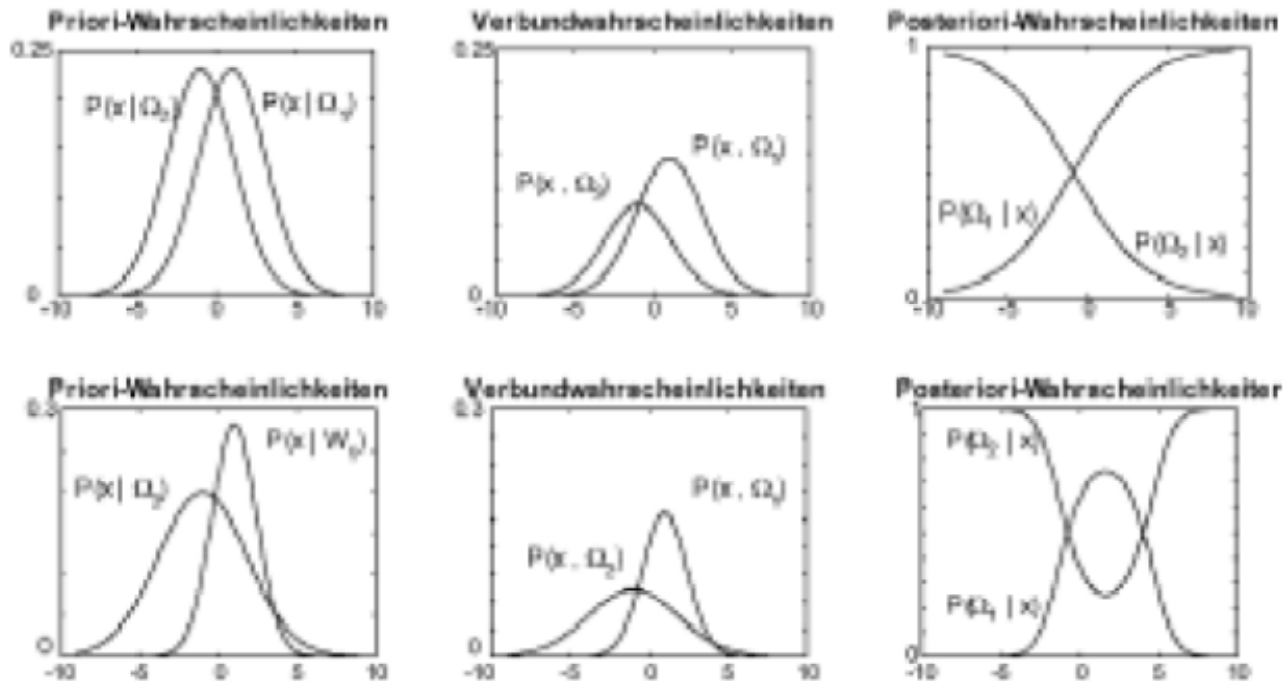 Priori-Wahrscheinlichkeiten
Verbundwahrscheinlichkeiten
Posteriori-Wahrscheinlichkeiten
0.25
P(x | Ω₂)
P(x | Ω₁)
0
-10 -5 0 5 10
0.25
P(x , Ω₁)
P(x , Ω₂)
0
-10 -5 0 5 10
1
P(Ω₁ | x)
P(Ω₂ | x)
0
-10 -5 0 5 10
Priori-Wahrscheinlichkeiten
Verbundwahrscheinlichkeiten
Posteriori-Wahrscheinlichkeiten
0.3
P(x | W₁)
P(x | Ω₂)
0
-10 -5 0 5 10
0.3
P(x , Ω₁)
P(x , Ω₂)
0
-10 -5 0 5 10
1
P(Ω₂ | x)
P(Ω₁ | x)
0
-10 -5 0 5 10